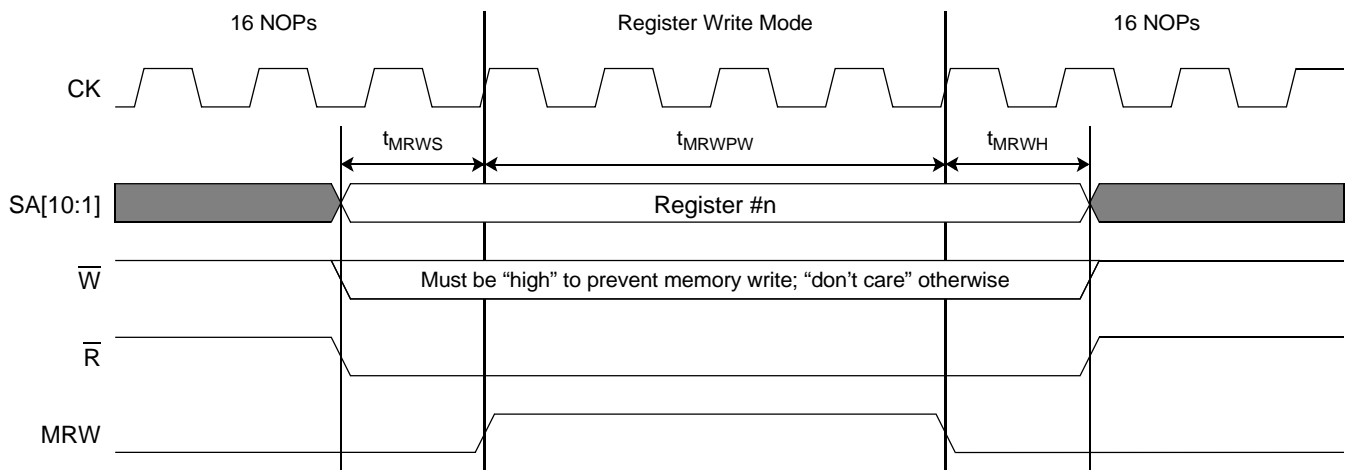 16 NOPs Register Write Mode 16 NOPs
CK
tMRWS tMRWPW tMRWH
SA[10:1] Register #n
W̅ Must be “high” to prevent memory write; “don’t care” otherwise
R̅
MRW